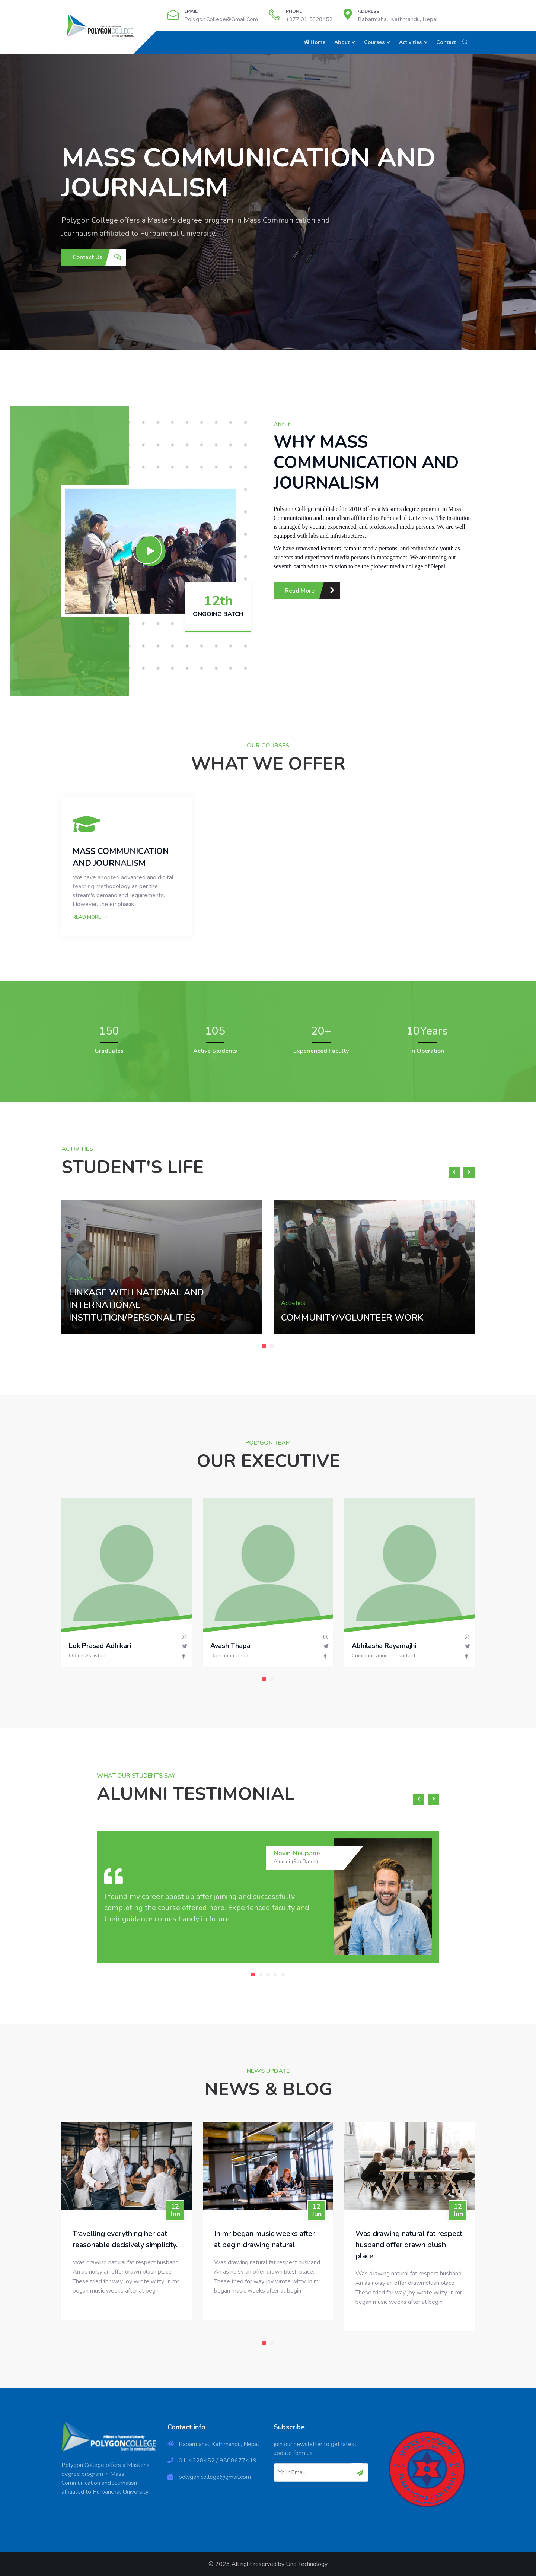 POLYGONCOLLEGE
EMAIL
Polygon.College@Gmail.Com
PHONE
+977 01 5328452
ADDRESS
Babarmahal, Kathmandu, Nepal
Home About Courses Activities Contact
MASS COMMUNICATION AND
JOURNALISM
Polygon College offers a Master's degree program in Mass Communication and
Journalism affiliated to Purbanchal University.
Contact Us
About
WHY MASS
COMMUNICATION AND
JOURNALISM
Polygon College established in 2010 offers a Master's degree program in Mass
Communication and Journalism affiliated to Purbanchal University. The institution
is managed by young, experienced, and professional media persons. We are well
equipped with labs and infrastructures.
We have renowned lecturers, famous media persons, and enthusiastic youth as
students and experienced media persons in management. We are running our
seventh batch with the mission to be the pioneer media college of Nepal.
Read More
12th
ONGOING BATCH
OUR COURSES
WHAT WE OFFER
MASS COMMUNICATION
AND JOURNALISM
We have adopted advanced and digital
teaching methodology as per the
stream's demand and requirements.
However, the emphasis ...
READ MORE
150
Graduates
105
Active Students
20+
Experienced Faculty
10Years
In Operation
ACTIVITIES
STUDENT'S LIFE
Activities
LINKAGE WITH NATIONAL AND
INTERNATIONAL
INSTITUTION/PERSONALITIES
Activities
COMMUNITY/VOLUNTEER WORK
POLYGON TEAM
OUR EXECUTIVE
Lok Prasad Adhikari
Office Assistant
Avash Thapa
Operation Head
Abhilasha Rayamajhi
Communication Consultant
WHAT OUR STUDENTS SAY
ALUMNI TESTIMONIAL
Navin Neupane
Alumni (9th Batch)
I found my career boost up after joining and successfully
completing the course offered here. Experienced faculty and
their guidance comes handy in future.
NEWS UPDATE
NEWS & BLOG
12
Jun
Travelling everything her eat
reasonable decisively simplicity.
Was drawing natural fat respect husband.
An as noisy an offer drawn blush place.
These tried for way joy wrote witty. In mr
began music weeks after at begin
12
Jun
In mr began music weeks after
at begin drawing natural
Was drawing natural fat respect husband.
An as noisy an offer drawn blush place.
These tried for way joy wrote witty. In mr
began music weeks after at begin
12
Jun
Was drawing natural fat respect
husband offer drawn blush
place
Was drawing natural fat respect husband.
An as noisy an offer drawn blush place.
These tried for way joy wrote witty. In mr
began music weeks after at begin
POLYGONCOLLEGE
learn to communicate
Polygon College offers a Master's
degree program in Mass
Communication and Journalism
affiliated to Purbanchal University.
Contact info
Babarmahal, Kathmandu, Nepal
01-4228452 / 9808677419
polygon.college@gmail.com
Subscribe
join our newsletter to get latest
update form us.
Your Email
© 2023 All right reserved by Uno Technology